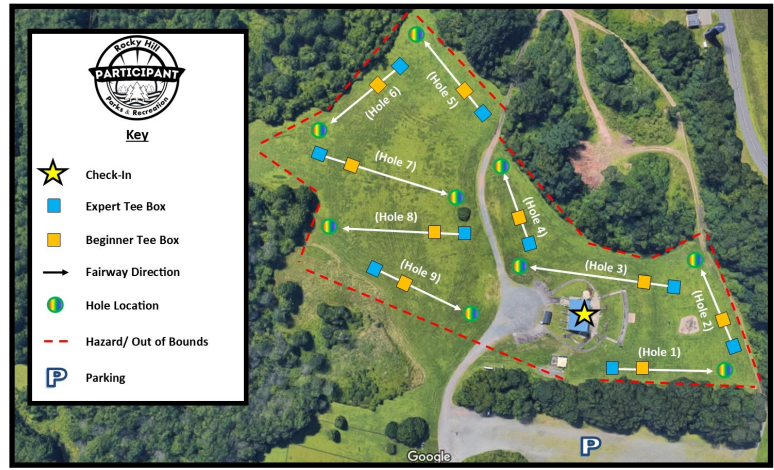 Rocky Hill
PARTICIPANT
Parks & Recreation
Key
Check-In
Expert Tee Box
Beginner Tee Box
Fairway Direction
Hole Location
Hazard/ Out of Bounds
P Parking
(Hole 5)
(Hole 6)
(Hole 7)
(Hole 8)
(Hole 4)
(Hole 9)
(Hole 3)
(Hole 2)
(Hole 1)
P
Google